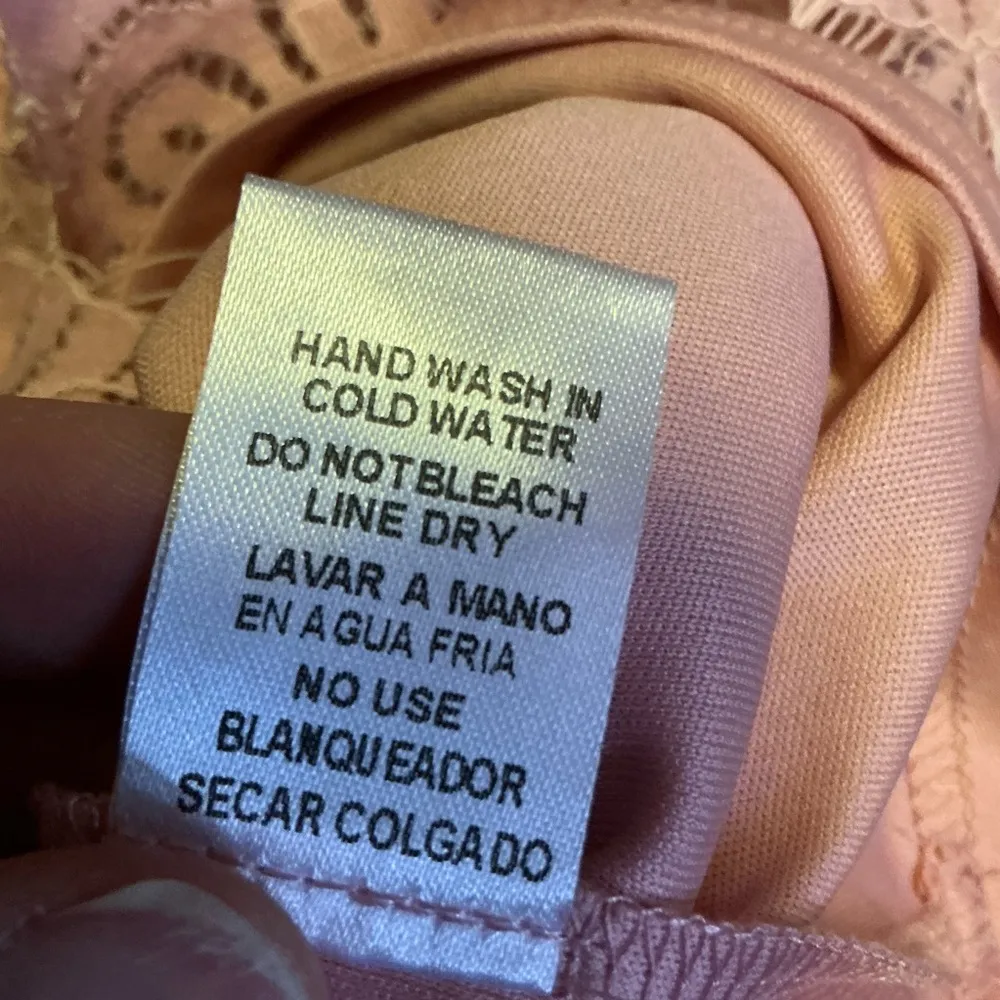 HAND WASH IN
COLD WATER
DO NOT BLEACH
LINE DRY
LAVAR A MANO
EN AGUA FRIA
NO USE
BLANQUEADOR
SECAR COLGADO